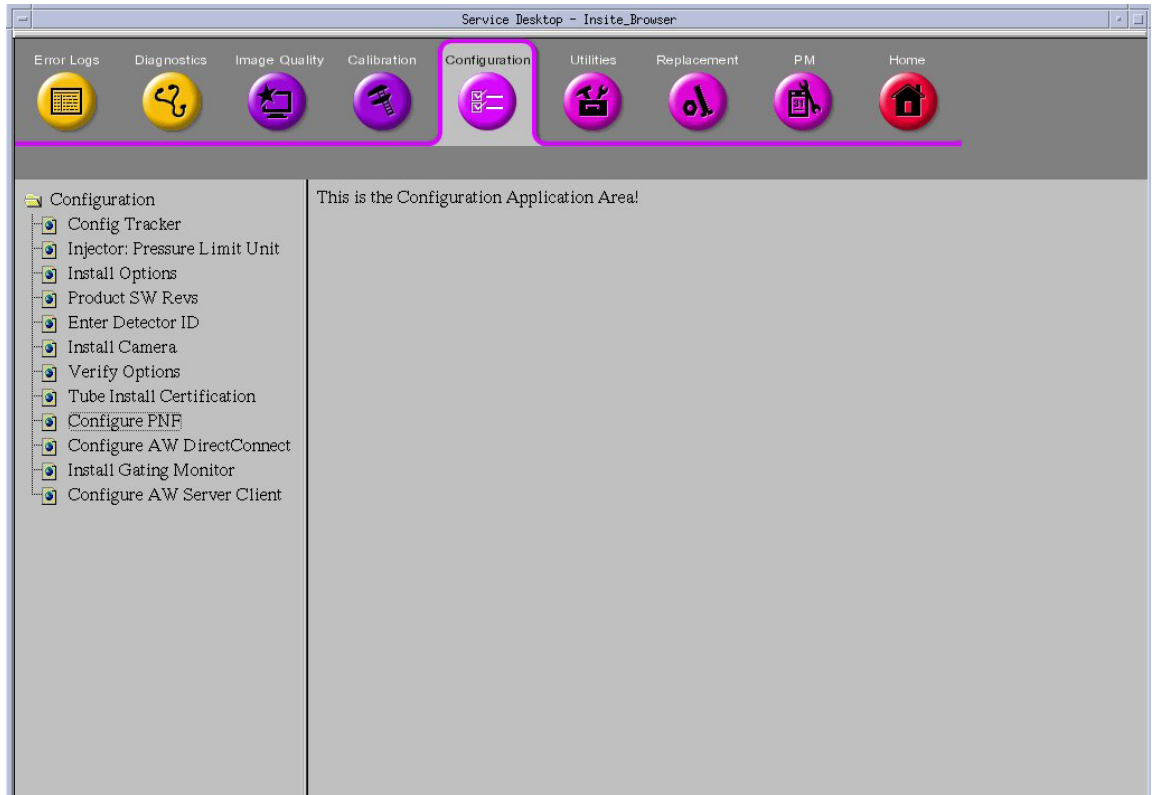 Service Desktop - Insite_Browser
Error Logs
Diagnostics
Image Quality
Calibration
Configuration
Utilities
Replacement
PM
Home
31
Configuration
Config Tracker
Injector: Pressure Limit Unit
Install Options
Product SW Revs
Enter Detector ID
Install Camera
Verify Options
Tube Install Certification
Configure PNF
Configure AW DirectConnect
Install Gating Monitor
Configure AW Server Client
This is the Configuration Application Area!